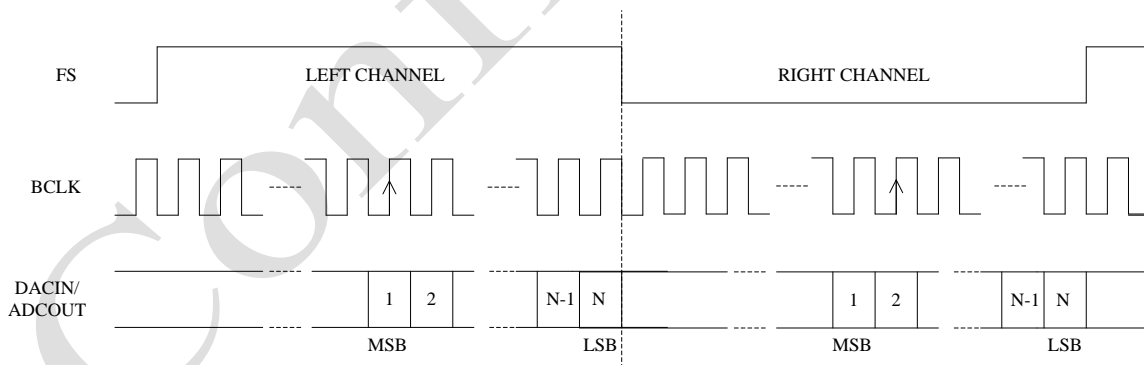 FS
LEFT CHANNEL
RIGHT CHANNEL
BCLK
DACIN/
ADCOUT
1 2 N-1 N 1 2 N-1 N
MSB LSB MSB LSB